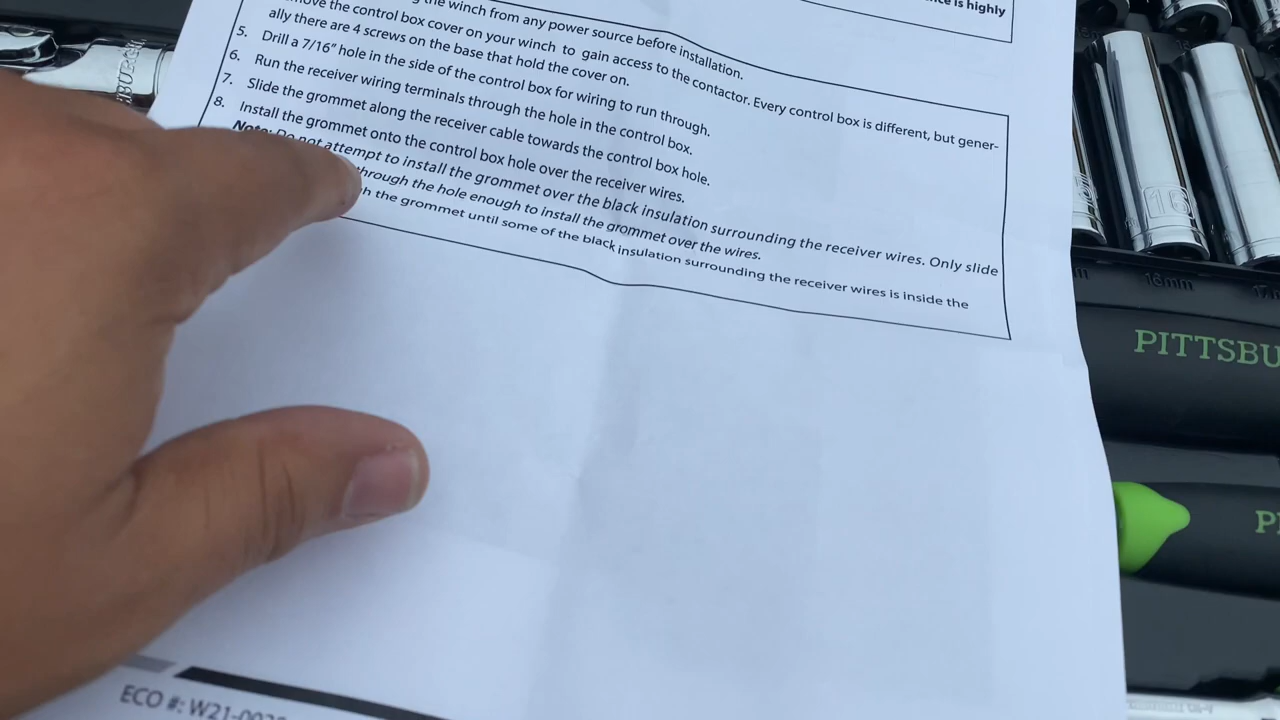 ce is highly
the winch from any power source before installation.
move the control box cover on your winch to gain access to the contactor. Every control box is different, but gener-
ally there are 4 screws on the base that hold the cover on.
5. Drill a 7/16" hole in the side of the control box for wiring to run through.
6. Run the receiver wiring terminals through the hole in the control box.
7. Slide the grommet along the receiver cable towards the control box hole.
8. Install the grommet onto the control box hole over the receiver wires.
Note: Do not attempt to install the grommet over the black insulation surrounding the receiver wires. Only slide
through the hole enough to install the grommet over the wires.
the grommet until some of the black insulation surrounding the receiver wires is inside the
ECO #: W21-00
16
16mm
PITTSBU